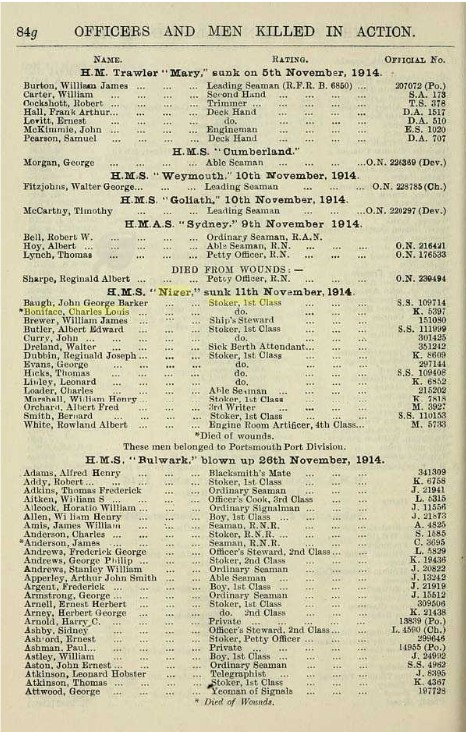 84g OFFICERS AND MEN KILLED IN ACTION.
NAME. RATING. OFFICIAL No.
H.M. Trawler "Mary," sunk on 5th November, 1914.
Burton, William James ... ... Leading Seaman (R.F.R. B. 6850) ... 207072 (Po.)
Carter, William ... ... Second Hand ... ... S.A. 173
Cockshott, Robert ... ... Trimmer ... ... T.S. 378
Hall, Frank Arthur... ... Deck Hand ... ... D.A. 1517
Levitt, Ernest ... ... do. ... ... D.A. 510
McKimmie, John ... ... Engineman ... ... E.S. 1020
Pearson, Samuel ... ... Deck Hand ... ... D.A. 707
H.M.S. "Cumberland."
Morgan, George ... ... Able Seaman ... ... ...O.N. (Dev.)
H.M.S. "Weymouth," 10th November, 1914.
Fitzjohns, Walter George... ... Leading Seaman ... ... O.N. 228785(Ch.)
H.M.S. "Goliath," 10th November, 1914.
McCarthy, Timothy ... ... Leading Seaman ... ... ...O.N. 220297 (Dev.)
H.M.A.S. "Sydney," 9th November, 1914.
Bell, Robert W. ... ... Ordinary Seaman, R.A.N.
Hoy, Albert ... ... Able Seaman, R.N. ... ... O.N. 216421
Lynch, Thomas ... ... Petty Officer, R.N. ... ... O.N. 176533
DIED FROM WOUNDS:—
Sharpe, Reginald Albert ... ... Petty Officer, R.N. ... ... O.N.
H.M.S. "Niger," sunk 11th November, 1914.
Baugh, John George Barker Stoker, 1st Class ... ... S.S. 109714
*Boniface, Charles Louis ... do. ... ... K. 5397
Brewer, William James ... ... Ship's Steward ... ... 151080
Butler, Albert Edward ... ... Stoker, 1st Class ... ... S.S. 111999
Curry, John ... ... do. ... ... 301425
Dreland, Walter ... ... Sick Berth Attendant... ... 351242
Dubbin, Reginald Joseph ... ... Stoker, 1st Class ... ... K. 8609
Evans, George ... ... do. ... ... 297144
Hicks, Thomas ... ... do. ... ... S.S. 109408
Linley, Leonard ... ... do. ... ... K. 6852
Loader, Charles ... ... Able Seaman ... ... 215202
Marshall, William Henry ... ... Stoker, 1st Class ... ... K. 7818
Orchard, Albert Fred ... ... 3rd Writer ... ... M. 3927
Smith, Bernard ... ... Stoker, 1st Class ... ... S.S. 110153
White, Rowland Albert ... ... Engine Room Artificer, 4th Class... M. 5733
*Died of wounds.
These men belonged to Portsmouth Port Division.
H.M.S. "Bulwark," blown up 26th November, 1914.
Adams, Alfred Henry ... ... Blacksmith's Mate ... ... 341309
Addy, Robert ... ... Stoker, 1st Class ... ... K. 6758
Adkins, Thomas Frederick ... Ordinary Seaman ... ... J. 21941
Aitken, William S ... ... Officer's Cook, 3rd Class ... ... L. 5315
Allcock, Horatio William ... ... Ordinary Signalman ... ... J. 11556
Allen, William Henry ... ... Boy, 1st Class ... ... J. 21873
Amis, James William ... ... Seaman, R.N.R. ... ... A. 4825
Anderson, Charles ... ... Stoker, R.N.R. ... ... S. 1585
*Anderson, James ... ... Seaman, R.N.R. ... ... C. 3695
Andrews, Frederick George ... Officer's Steward, 2nd Class ... L. 5829
Andrews, George Philip ... ... Stoker, 2nd Class ... ... K. 19436
Andrews, Stanley William ... Ordinary Seaman ... ... J. 20822
Apperley, Arthur John Smith ... Able Seaman ... ... J. 13242
Argent, Frederick ... ... Boy, 1st Class ... ... J. 21919
Armstrong, George ... ... Ordinary Seaman ... ... J. 15512
Arnell, Ernest Herbert ... ... Stoker, 1st Class ... ... 309506
Arney, Herbert George ... ... do. 2nd Class ... ... K. 21438
Arnold, Harry C. ... ... Private ... ... 13839 (Po.)
Ashby, Sidney ... ... Officer's Steward, 2nd Class ... L. 4590 (Ch.)
Ashford, Ernest ... ... Stoker, Petty Officer ... ... 299648
Ashman, Paul... ... Private ... ... 14955 (Po.)
Astley, William ... ... Boy, 1st Class ... ... J. 24902
Aston, John Ernest ... ... Ordinary Seaman ... ... S.S. 4962
Atkinson, Leonard Hobster ... Telegraphist ... ... J. 8395
Atkinson, Thomas ... ... Stoker, 1st Class ... ... K. 4367
Attwood, George ... ... Yeoman of Signals ... ... 197728
* Died of Wounds.